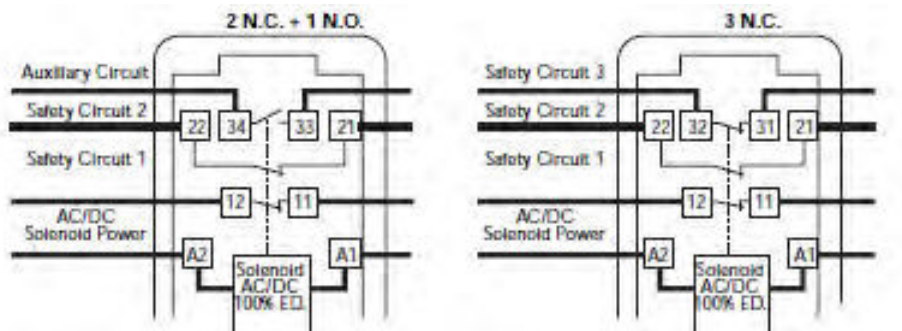 2 N.C. + 1 N.O.
Auxiliary Circuit
Safety Circuit 2
22 34 33 21
Safety Circuit 1
12 11
AC/DC
Solenoid Power
A2 A1
Solenoid
AC/DC
100% ED.
3 N.C.
Safety Circuit 3
Safety Circuit 2
22 32 31 21
Safety Circuit 1
12 11
AC/DC
Solenoid Power
A2 A1
Solenoid
AC/DC
100% ED.